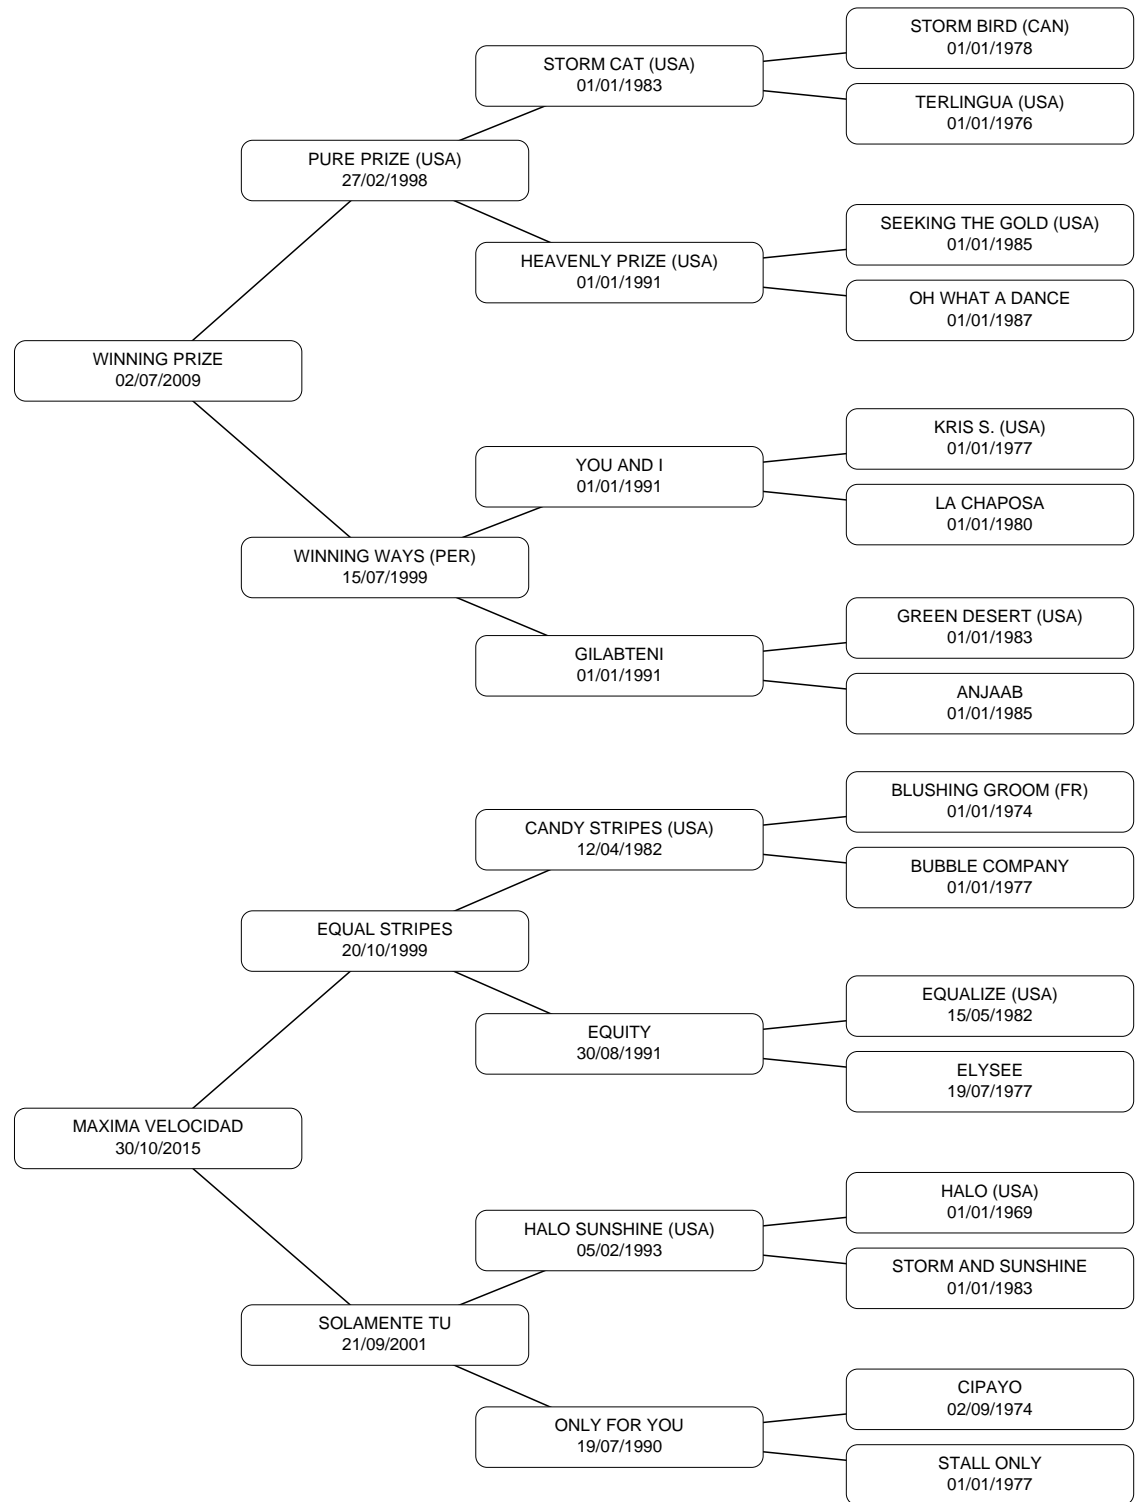 STORM BIRD (CAN)
01/01/1978
STORM CAT (USA)
01/01/1983
TERLINGUA (USA)
01/01/1976
PURE PRIZE (USA)
27/02/1998
SEEKING THE GOLD (USA)
01/01/1985
HEAVENLY PRIZE (USA)
01/01/1991
OH WHAT A DANCE
01/01/1987
WINNING PRIZE
02/07/2009
KRIS S. (USA)
01/01/1977
YOU AND I
01/01/1991
LA CHAPOSA
01/01/1980
WINNING WAYS (PER)
15/07/1999
GREEN DESERT (USA)
01/01/1983
GILABTENI
01/01/1991
ANJAAB
01/01/1985
BLUSHING GROOM (FR)
01/01/1974
CANDY STRIPES (USA)
12/04/1982
BUBBLE COMPANY
01/01/1977
EQUAL STRIPES
20/10/1999
EQUALIZE (USA)
15/05/1982
EQUITY
30/08/1991
ELYSEE
19/07/1977
MAXIMA VELOCIDAD
30/10/2015
HALO (USA)
01/01/1969
HALO SUNSHINE (USA)
05/02/1993
STORM AND SUNSHINE
01/01/1983
SOLAMENTE TU
21/09/2001
CIPAYO
02/09/1974
ONLY FOR YOU
19/07/1990
STALL ONLY
01/01/1977